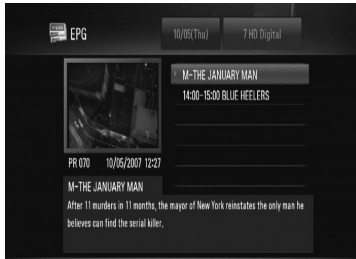 EPG
10/05(Thu)
7 HD Digital
M-THE JANUARY MAN
14:00-15:00 BLUE HEELERS
PR 070 10/05/2007 12:27
M-THE JANUARY MAN
After 11 murders in 11 months, the mayor of New York reinstates the only man he
believes can find the serial killer,